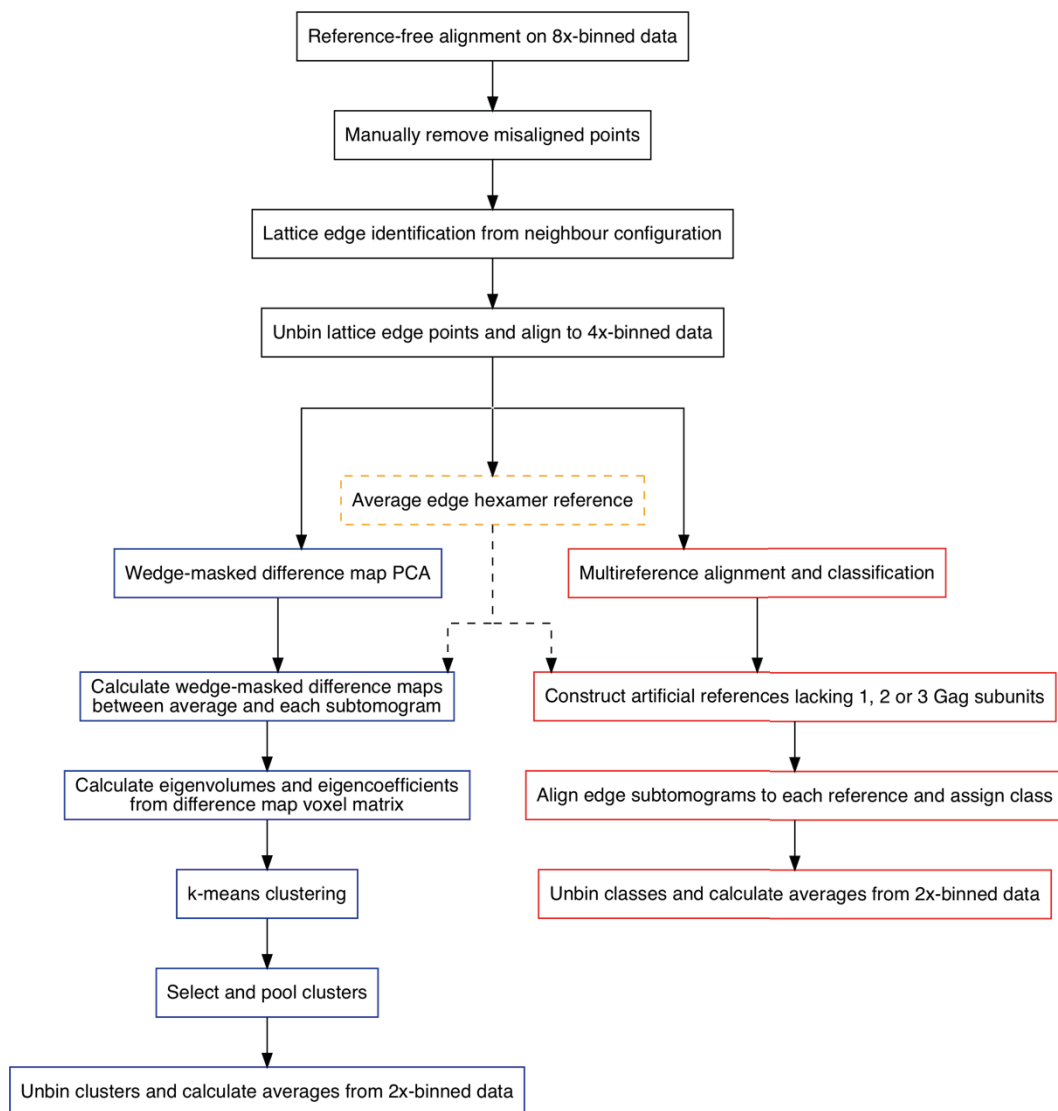 Reference-free alignment on 8x-binned data
Manually remove misaligned points
Lattice edge identification from neighbour configuration
Unbin lattice edge points and align to 4x-binned data
Average edge hexamer reference
Wedge-masked difference map PCA
Multireference alignment and classification
Calculate wedge-masked difference maps
between average and each subtomogram
Construct artificial references lacking 1, 2 or 3 Gag subunits
Calculate eigenvolumes and eigencoefficients
from difference map voxel matrix
Align edge subtomograms to each reference and assign class
k-means clustering
Unbin classes and calculate averages from 2x-binned data
Select and pool clusters
Unbin clusters and calculate averages from 2x-binned data